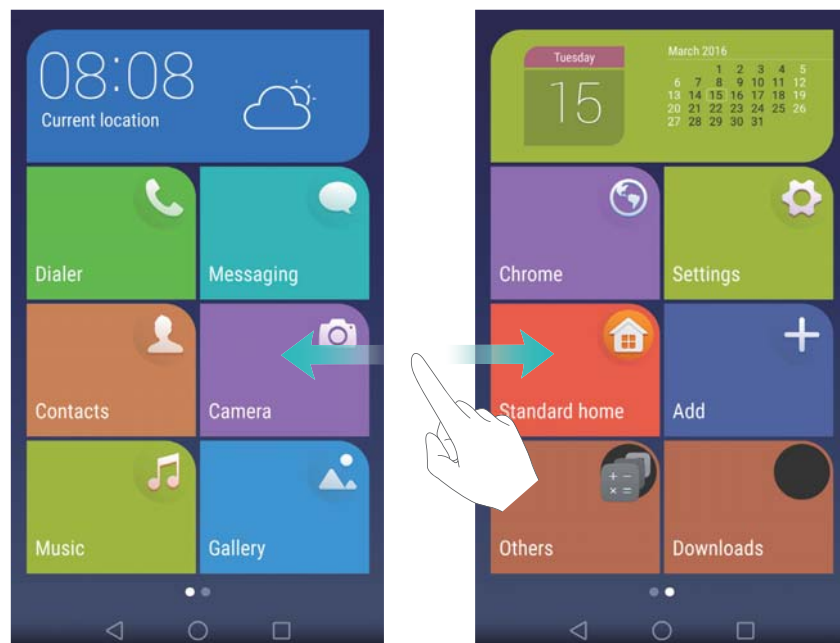 08:08
Current location
Dialer
Messaging
Contacts
Camera
Music
Gallery
Tuesday
15
March 2016
1 2 3 4 5
6 7 8 9 10 11 12
13 14 15 16 17 18 19
20 21 22 23 24 25 26
27 28 29 30 31
Chrome
Settings
Standard home
Add
Others
Downloads